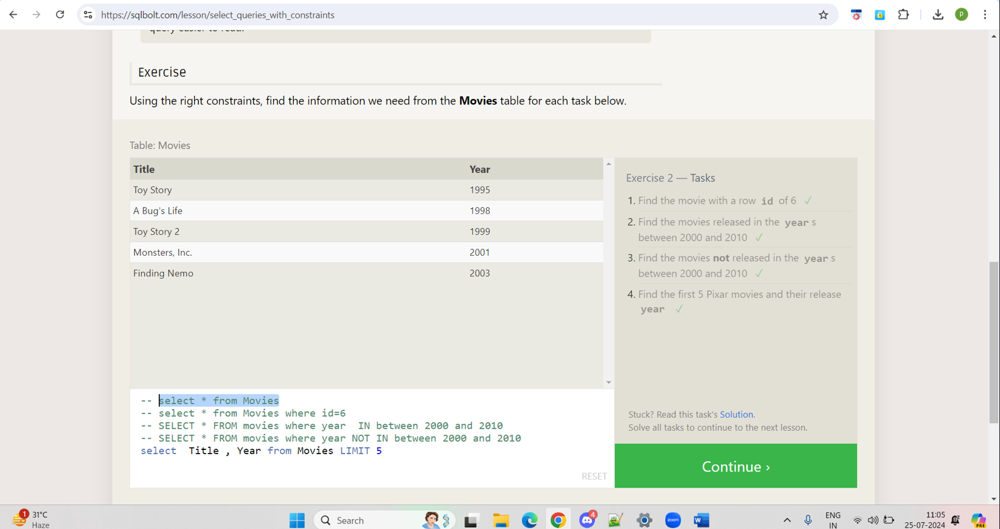 https://sqlbolt.com/lesson/select_queries_with_constraints
P
query easier to read.
Exercise
Using the right constraints, find the information we need from the Movies table for each task below.
Table: Movies
Title Year
Toy Story 1995
A Bug's Life 1998
Toy Story 2 1999
Monsters, Inc. 2001
Finding Nemo 2003
Exercise 2 — Tasks
1. Find the movie with a row id of 6 ✓
2. Find the movies released in the year s
between 2000 and 2010 ✓
3. Find the movies not released in the year s
between 2000 and 2010 ✓
4. Find the first 5 Pixar movies and their release
year ✓
-- select * from Movies
-- select * from Movies where id=6
-- SELECT * FROM movies where year  IN between 2000 and 2010
-- SELECT * FROM movies where year NOT IN between 2000 and 2010
select  Title , Year from Movies LIMIT 5
RESET
Stuck? Read this task's Solution.
Solve all tasks to continue to the next lesson.
Continue ›
1
31°C
Haze
Search
4
zoom
W
ENG
IN
11:05
25-07-2024
PRE